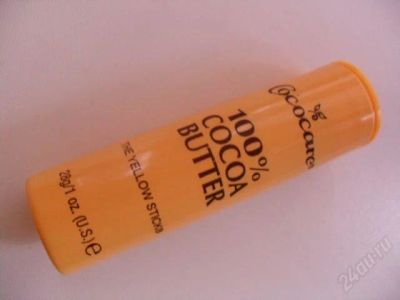 Cococare
100%
COCOA
BUTTER
THE YELLOW STICK®
28g/1 oz. (U.S.)e
24au.ru